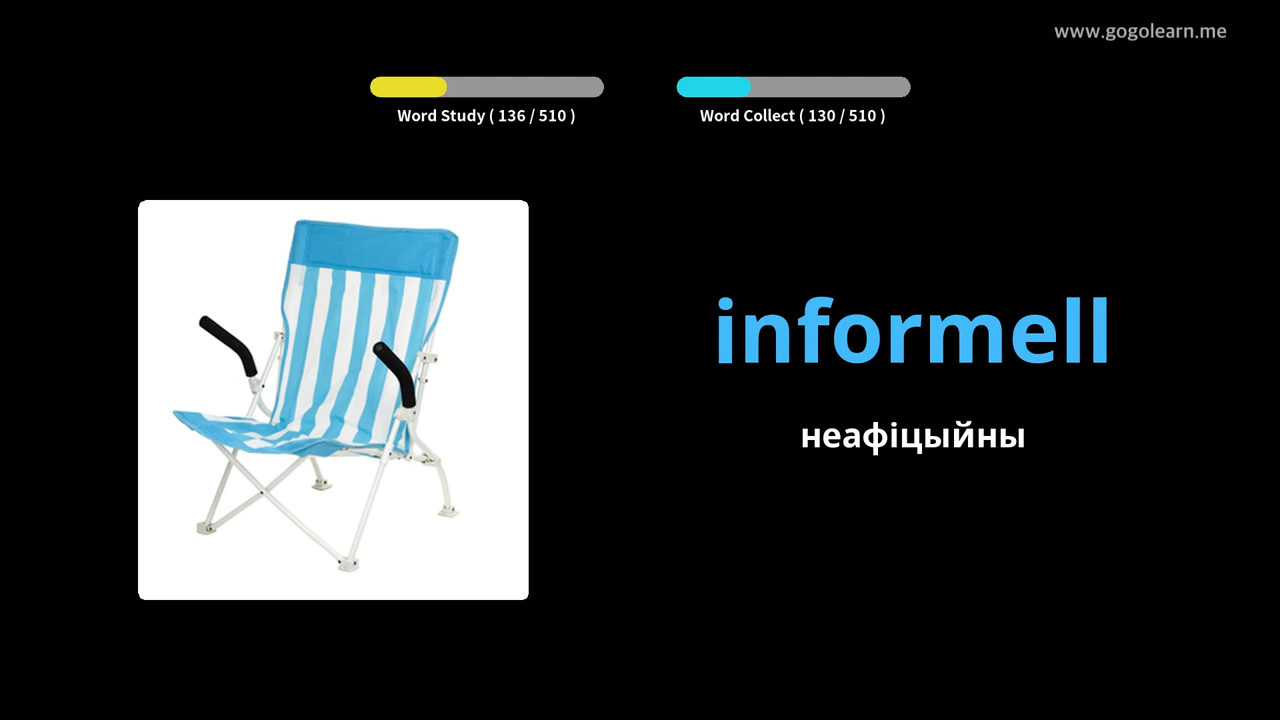 www.gogolearn.me
Word Study ( 136 / 510 )
Word Collect ( 130 / 510 )
informell
неафіцыйны